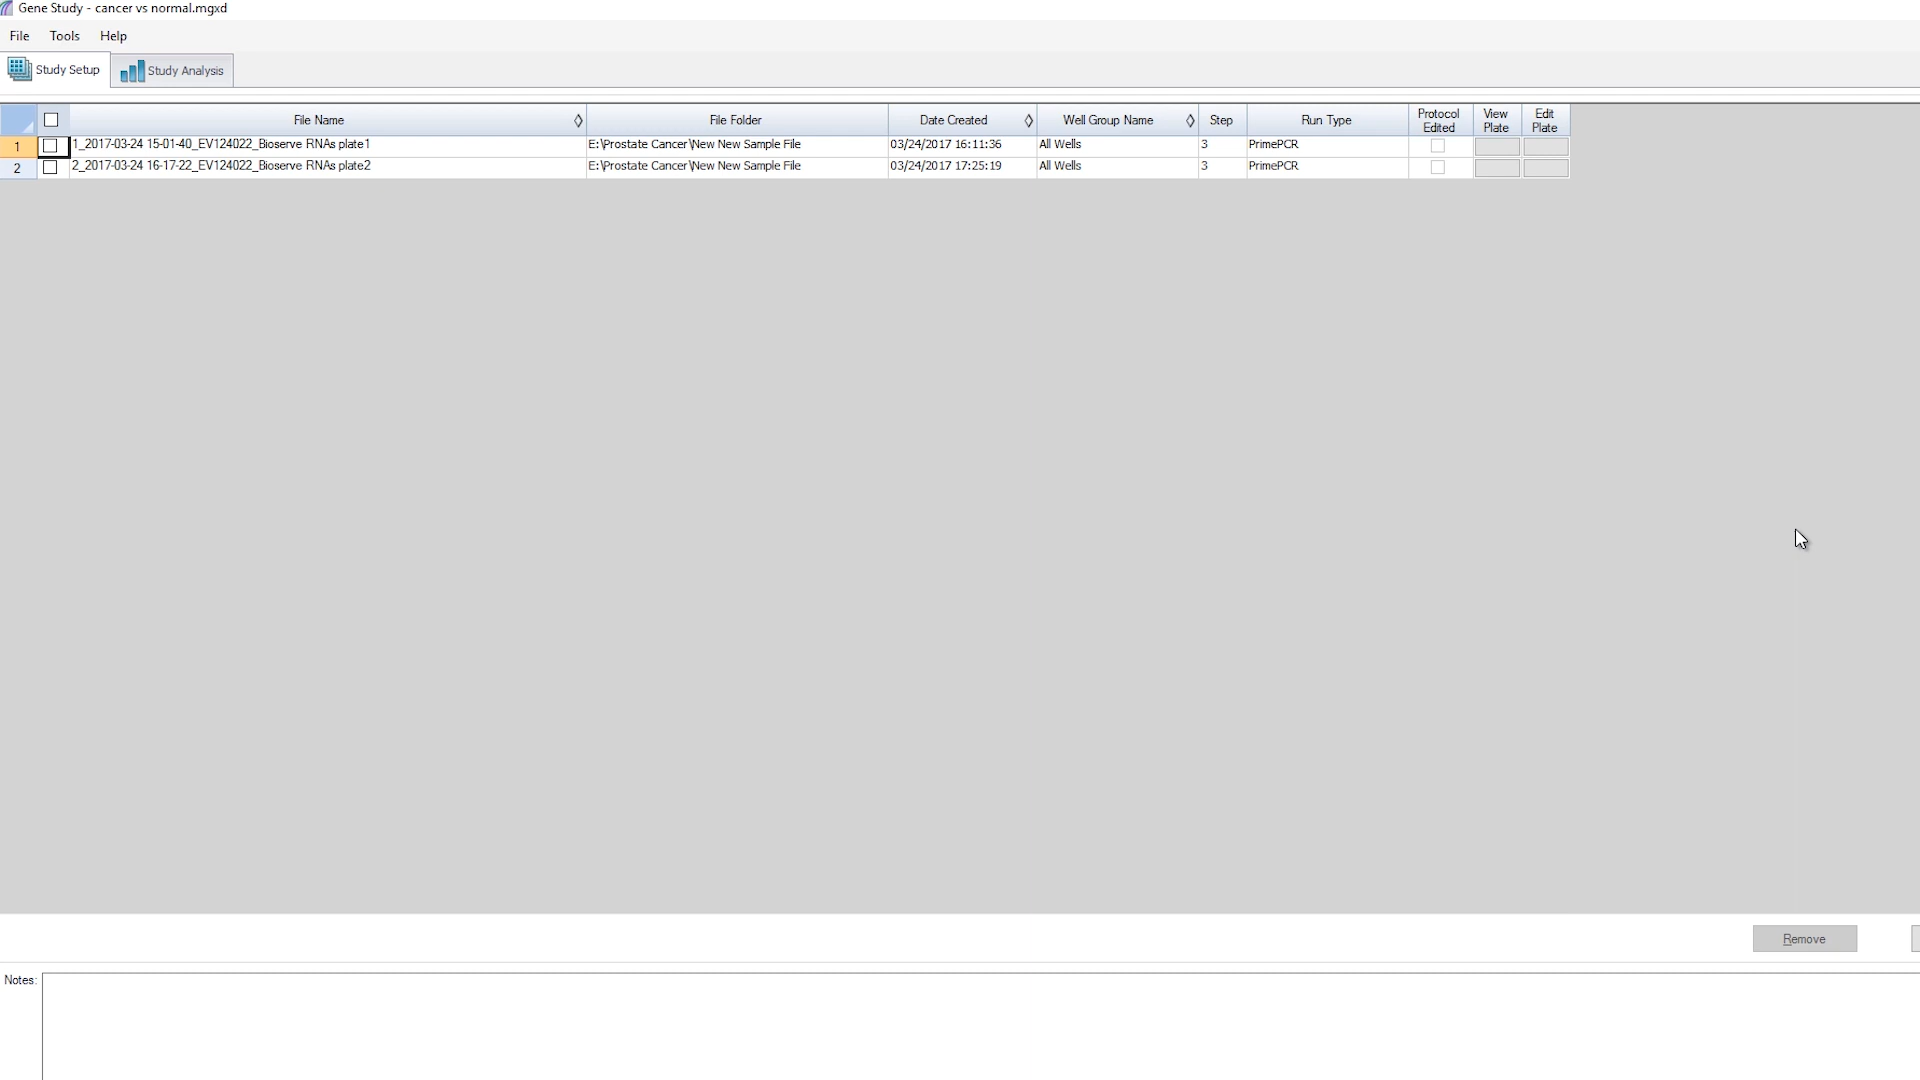 Gene Study - cancer vs normal.mgxd
File Tools Help
Study Setup Study Analysis
File Name File Folder Date Created Well Group Name Step Run Type Protocol Edited View Plate Edit Plate
1 1_2017-03-24 15-01-40_EV124022_Bioserve RNAs plate1 E:\Prostate Cancer\New New Sample File 03/24/2017 16:11:36 All Wells 3 PrimePCR
2 2_2017-03-24 16-17-22_EV124022_Bioserve RNAs plate2 E:\Prostate Cancer\New New Sample File 03/24/2017 17:25:19 All Wells 3 PrimePCR
Remove
Notes: